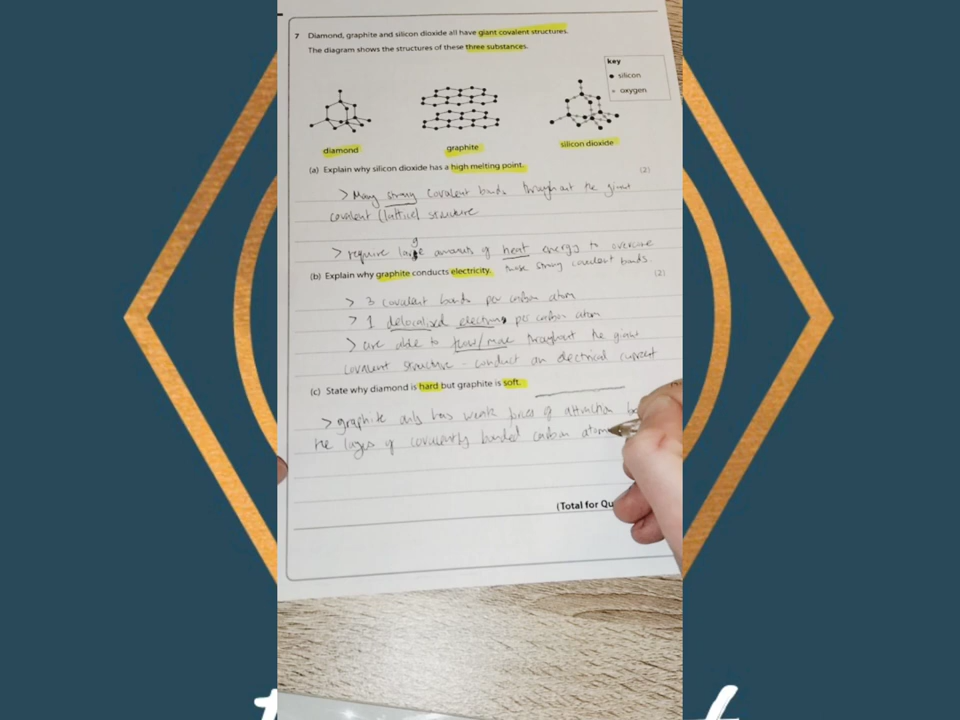 7 Diamond, graphite and silicon dioxide all have giant covalent structures.
The diagram shows the structures of these three substances.
key
silicon
oxygen
diamond
graphite
silicon dioxide
(a) Explain why silicon dioxide has a high melting point.
(2)
> Many strong covalent bonds throughout the giant
covalent (lattice) structure
> require large amounts of heat energy to overcome
these strong covalent bonds.
(b) Explain why graphite conducts electricity.
(2)
> 3 covalent bonds per carbon atom
> 1 delocalised electron per carbon atom
> are able to flow/move throughout the giant
covalent structure - conduct an electrical current
(c) State why diamond is hard but graphite is soft.
> graphite only has weak forces of attraction
the layers of covalently bonded carbon atoms
(Total for Qu